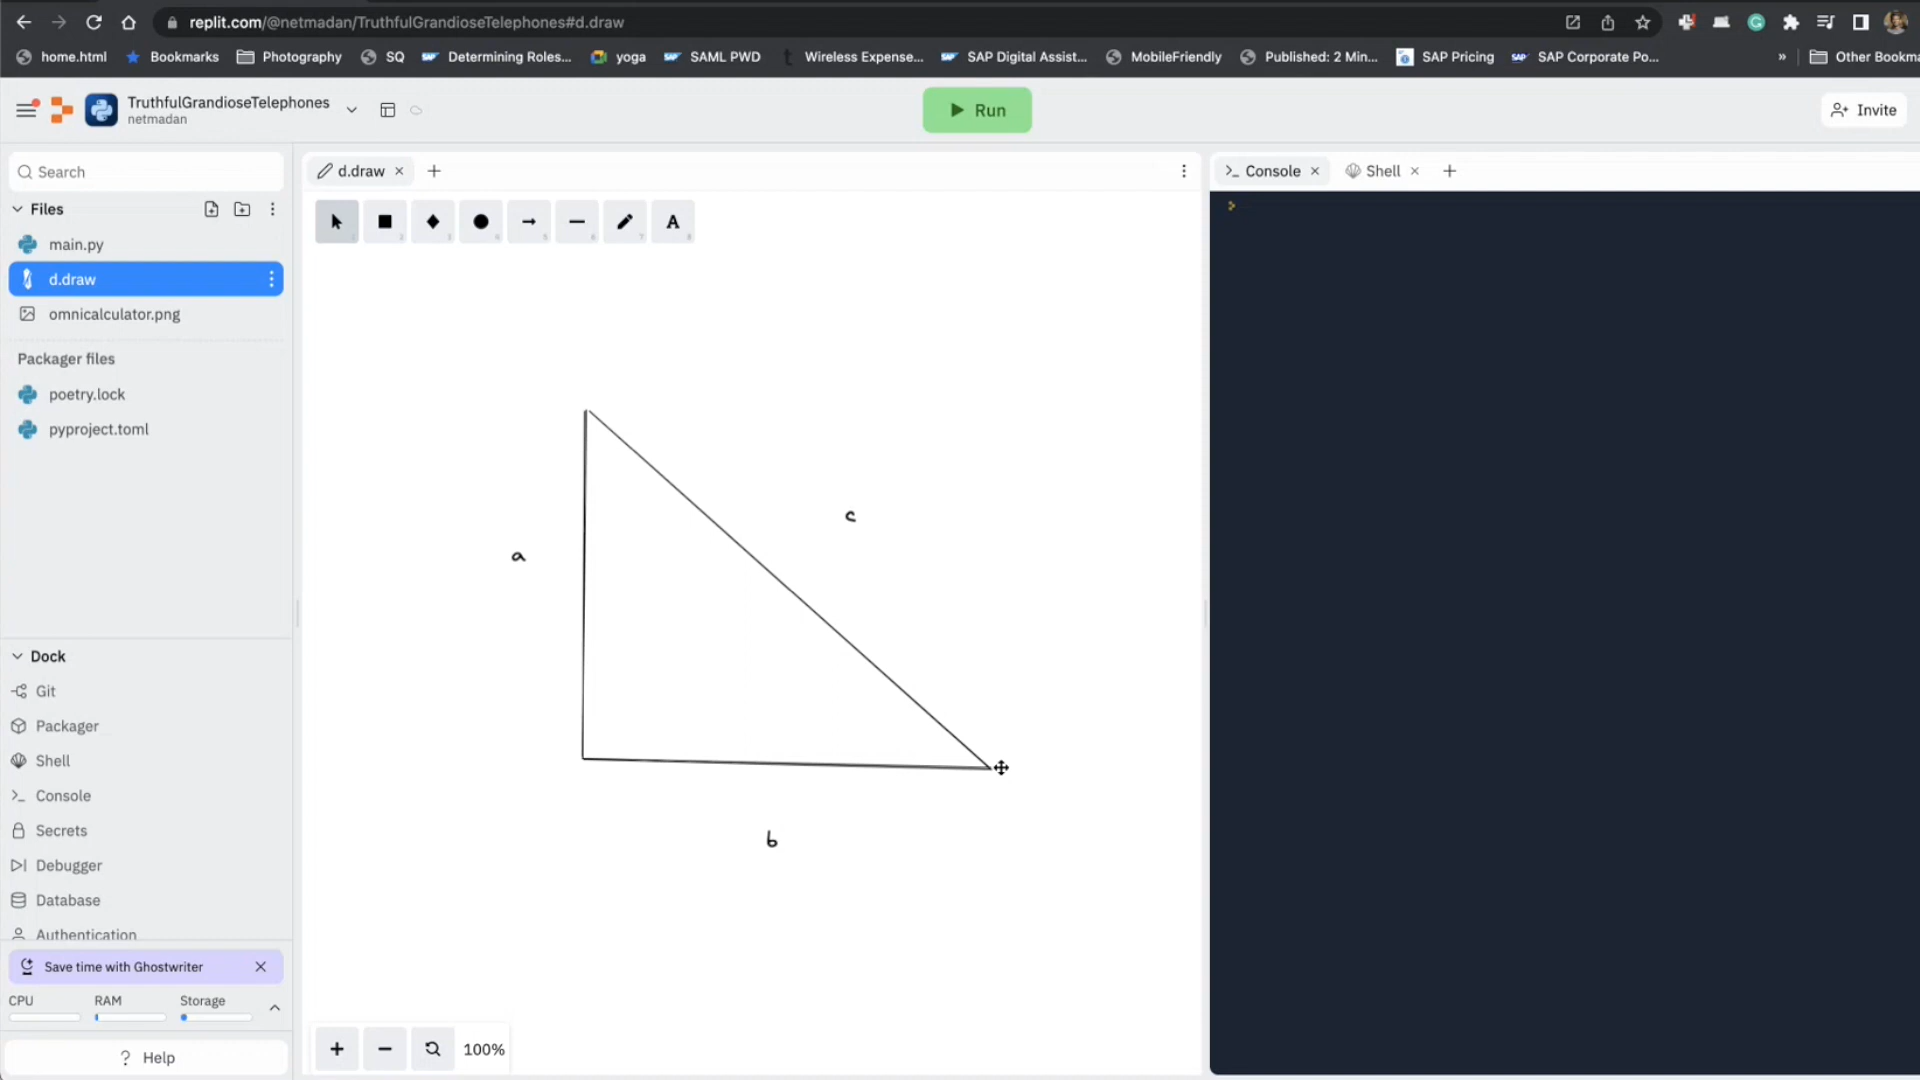 replit.com/@netmadan/TruthfulGrandioseTelephones#d.draw
home.html Bookmarks Photography SQ Determining Roles... yoga SAML PWD Wireless Expense... SAP Digital Assist... MobileFriendly Published: 2 Min... SAP Pricing SAP Corporate Po... » Other Bookma
TruthfulGrandioseTelephones
netmadan
Run
Invite
Search
d.draw
Console
Shell
Files
main.py
d.draw
omnicalculator.png
Packager files
poetry.lock
pyproject.toml
A
c
a
b
Dock
Git
Packager
Shell
Console
Secrets
Debugger
Database
Authentication
Save time with Ghostwriter
CPU RAM Storage
? Help
100%